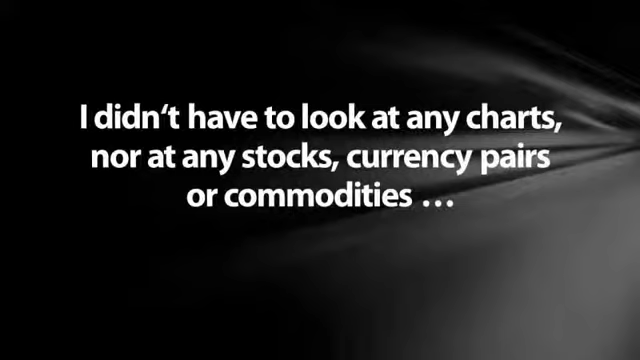 I didn‘t have to look at any charts,
nor at any stocks, currency pairs
or commodities …